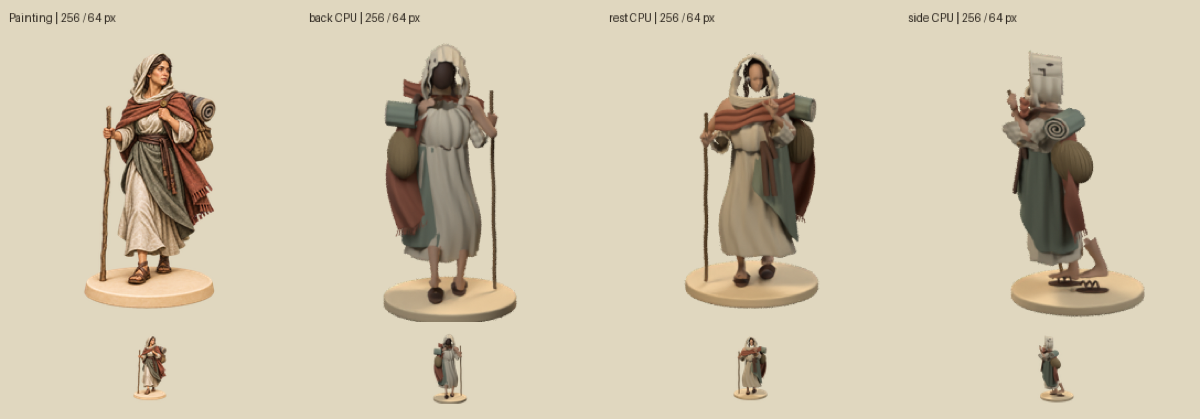 Painting | 256 / 64 px
back CPU | 256 / 64 px
rest CPU | 256 / 64 px
side CPU | 256 / 64 px